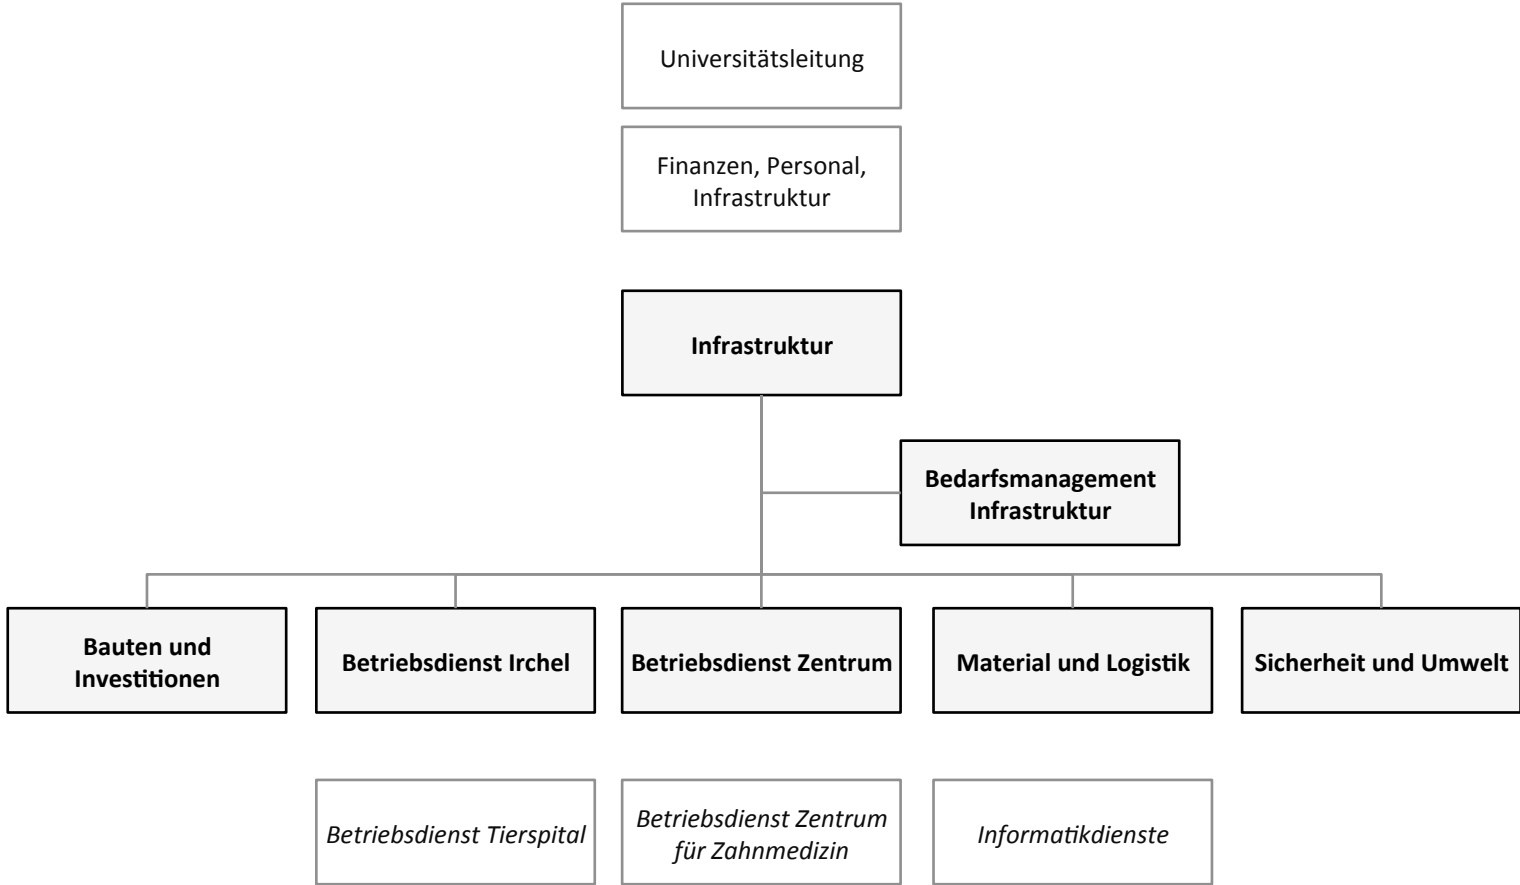 Universitätsleitung
Finanzen, Personal,
Infrastruktur
Infrastruktur
Bedarfsmanagement
Infrastruktur
Bauten und
Investitionen
Betriebsdienst Irchel
Betriebsdienst Zentrum
Material und Logistik
Sicherheit und Umwelt
Betriebsdienst Tierspital
Betriebsdienst Zentrum
für Zahnmedizin
Informatikdienste